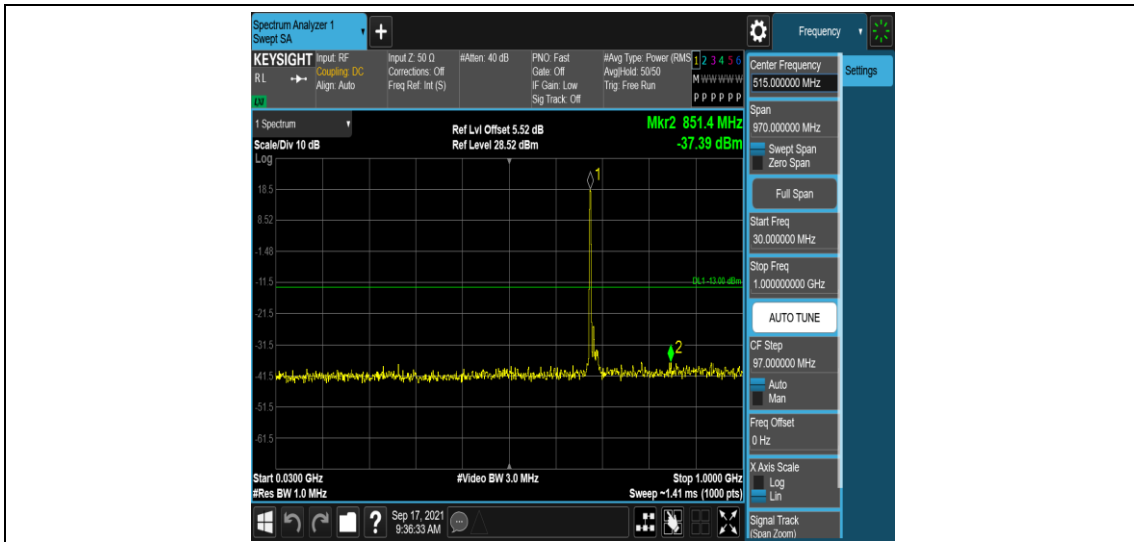 Spectrum Analyzer 1
Swept SA
+
Frequency
KEYSIGHT
RL
LXI
Input: RF
Coupling: DC
Align: Auto
Input Z: 50 Ω
Corrections: Off
Freq Ref: Int (S)
#Atten: 40 dB
PNO: Fast
Gate: Off
IF Gain: Low
Sig Track: Off
#Avg Type: Power (RMS
Avg|Hold: 50/50
Trig: Free Run
1 2 3 4 5 6
M W W W W W
P P P P P P
1 Spectrum
Scale/Div 10 dB
Ref Lvl Offset 5.52 dB
Ref Level 28.52 dBm
Mkr2 851.4 MHz
-37.39 dBm
Log
1
18.5
8.52
-1.48
-11.5
DL1 -13.00 dBm
-21.5
-31.5
2
-41.5
-51.5
-61.5
Start 0.0300 GHz
#Video BW 3.0 MHz
Stop 1.0000 GHz
#Res BW 1.0 MHz
Sweep ~1.41 ms (1000 pts)
?
Sep 17, 2021
9:36:33 AM
Center Frequency
515.000000 MHz
Settings
Span
970.000000 MHz
Swept Span
Zero Span
Full Span
Start Freq
30.000000 MHz
Stop Freq
1.000000000 GHz
AUTO TUNE
CF Step
97.000000 MHz
Auto
Man
Freq Offset
0 Hz
X Axis Scale
Log
Lin
Signal Track
(Span Zoom)